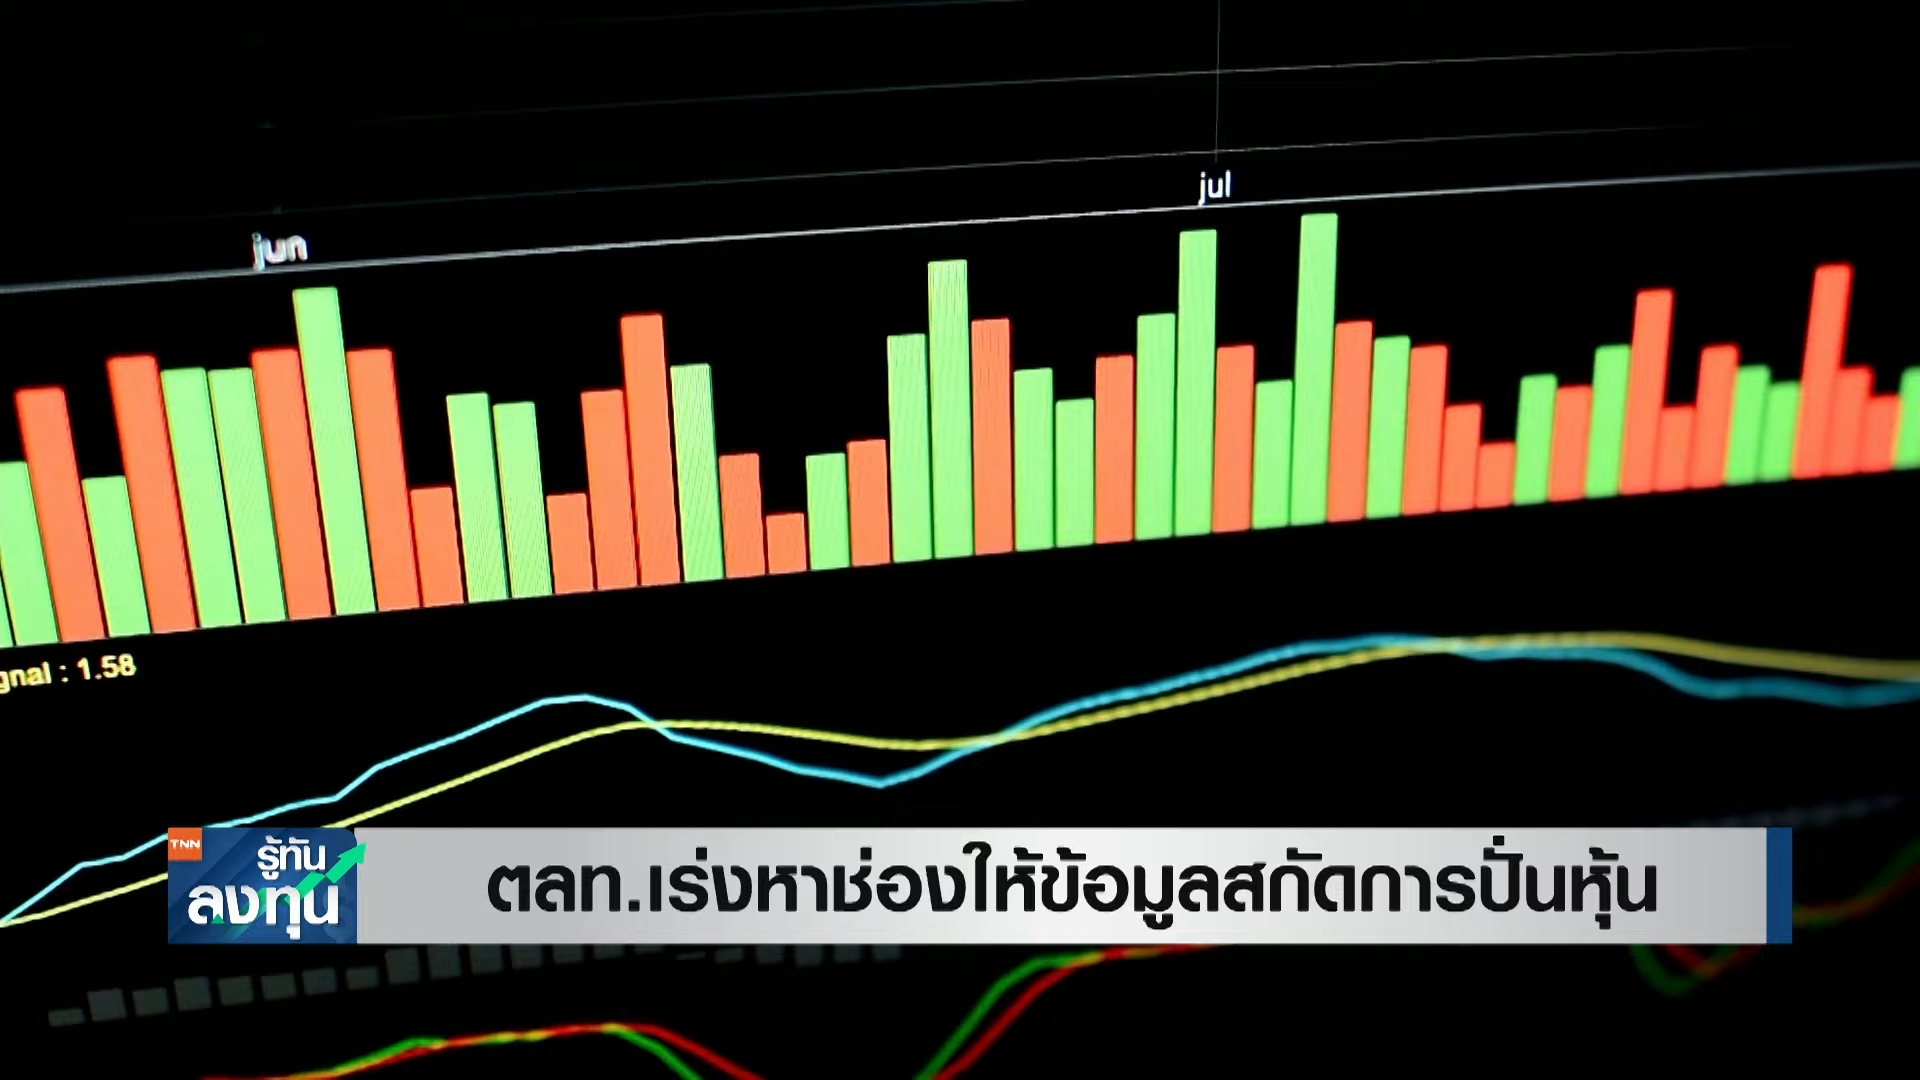 jul
jun
gnal : 1.58
TNN
รู้ทัน
ลงทุน
ตลท.เร่งหาช่องให้ข้อมูลสกัดการปั่นหุ้น